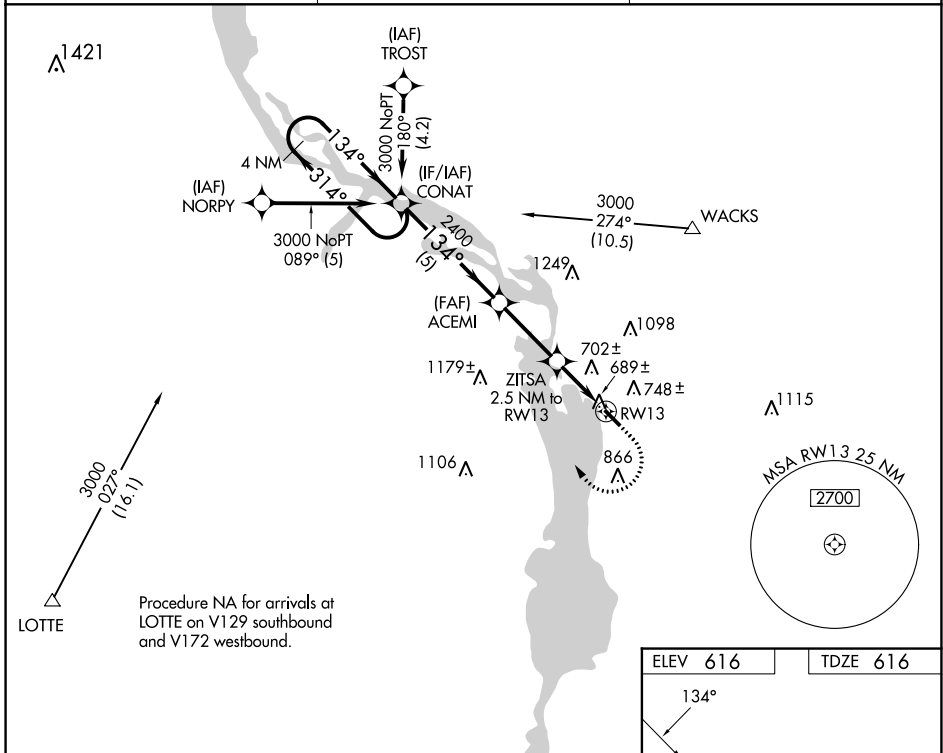 1421
(IAF)
TROST
3000 NoPT
180°
(4.2)
134°
4 NM
314°
(IF/IAF)
CONAT
(IAF)
NORPY
3000 NoPT
089° (5)
2400
134°
(5)
3000
274°
(10.5)
WACKS
1249
(FAF)
ACEMI
1098
702±
1179±
ZITSA
2.5 NM to
RW13
689±
748±
RW13
1115
3000
027°
(16.1)
1106
866
MSA RW13 25 NM
2700
LOTTE
Procedure NA for arrivals at
LOTTE on V129 southbound
and V172 westbound.
ELEV 616
TDZE 616
134°